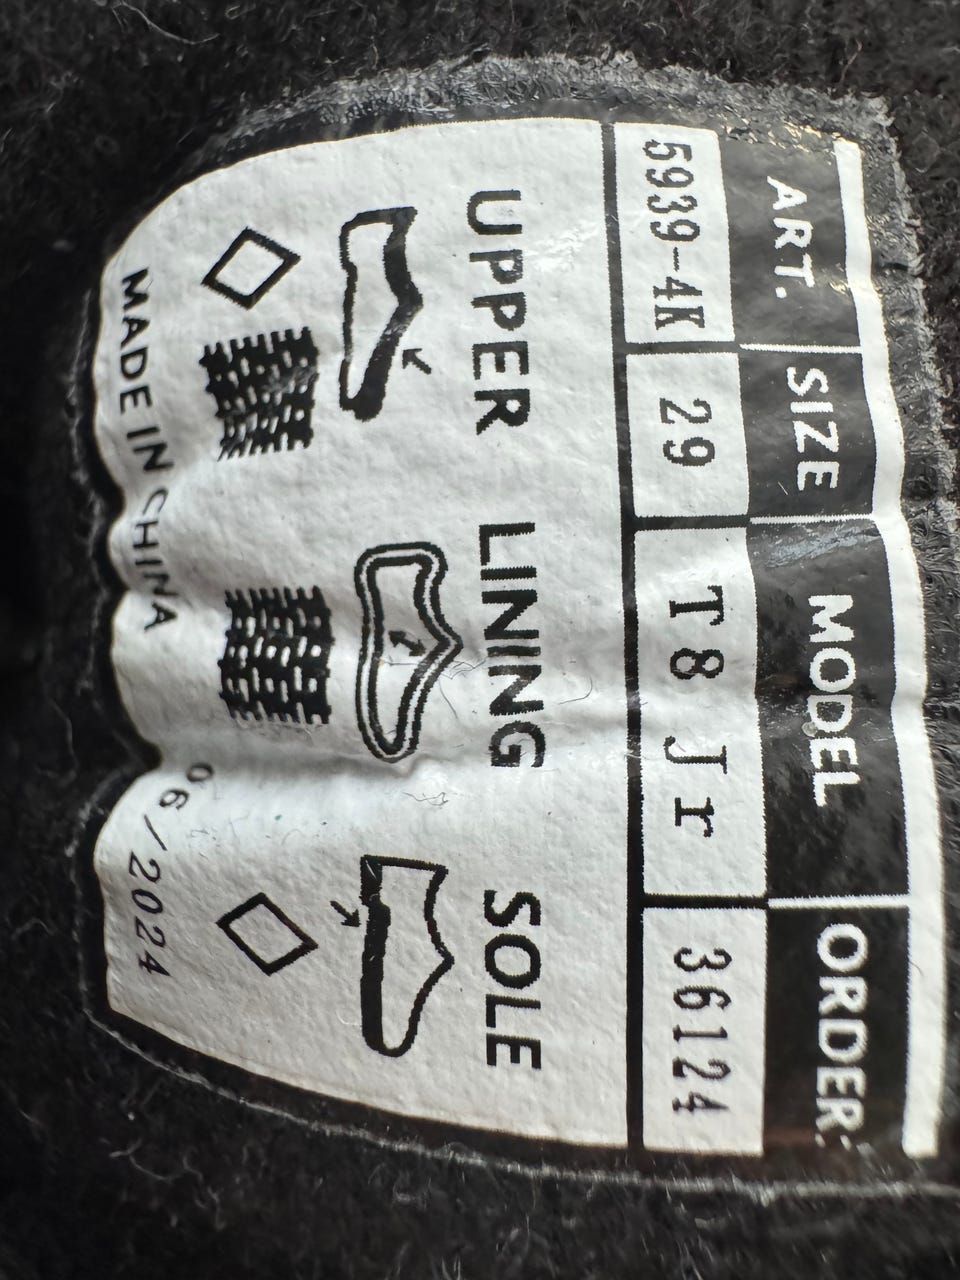 ART. SIZE MODEL ORDER:
5939-4K 29 T8 Jr 36124
UPPER LINING SOLE
MADE IN CHINA 06/2024